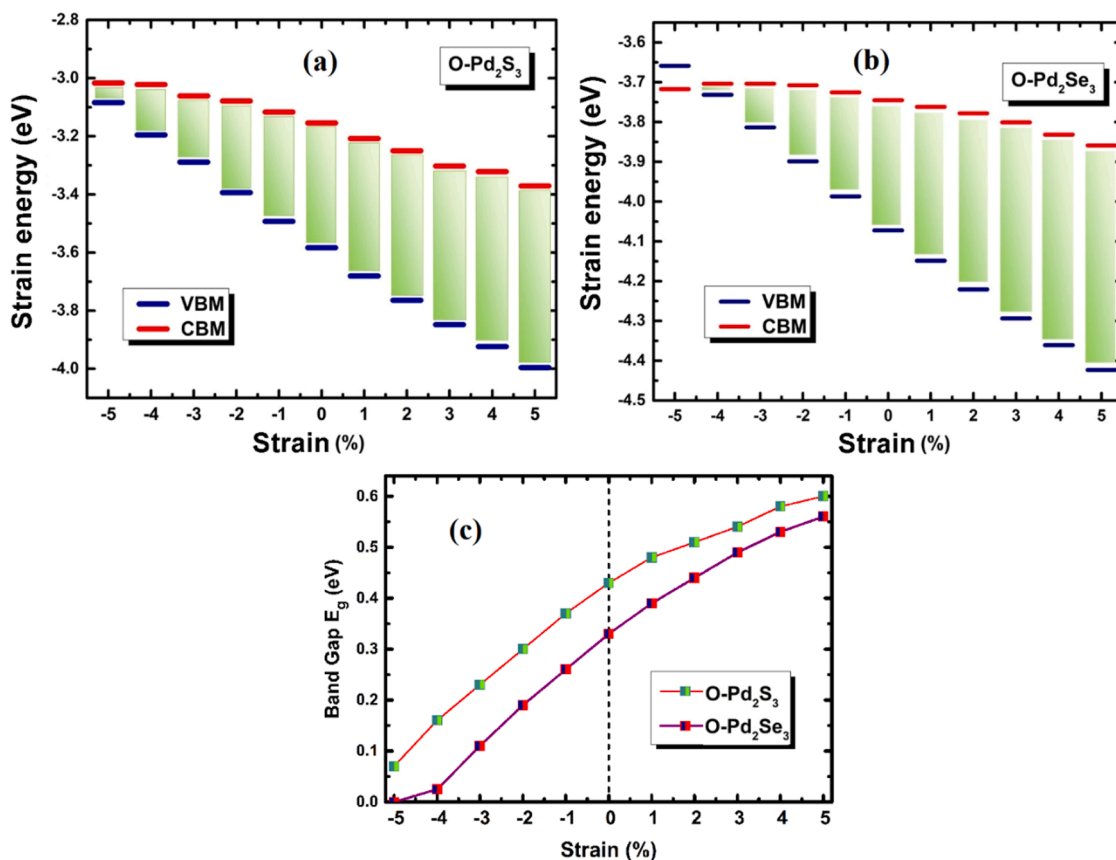 (a)
O-Pd₂S₃
Strain energy (eV)
-2.8
-3.0
-3.2
-3.4
-3.6
-3.8
-4.0
VBM
CBM
-5 -4 -3 -2 -1 0 1 2 3 4 5
Strain (%)
(b)
O-Pd₂Se₃
Strain energy (eV)
-3.6
-3.7
-3.8
-3.9
-4.0
-4.1
-4.2
-4.3
-4.4
-4.5
VBM
CBM
-5 -4 -3 -2 -1 0 1 2 3 4 5
Strain (%)
(c)
Band Gap E_g (eV)
0.6
0.5
0.4
0.3
0.2
0.1
0.0
O-Pd₂S₃
O-Pd₂Se₃
-5 -4 -3 -2 -1 0 1 2 3 4 5
Strain (%)